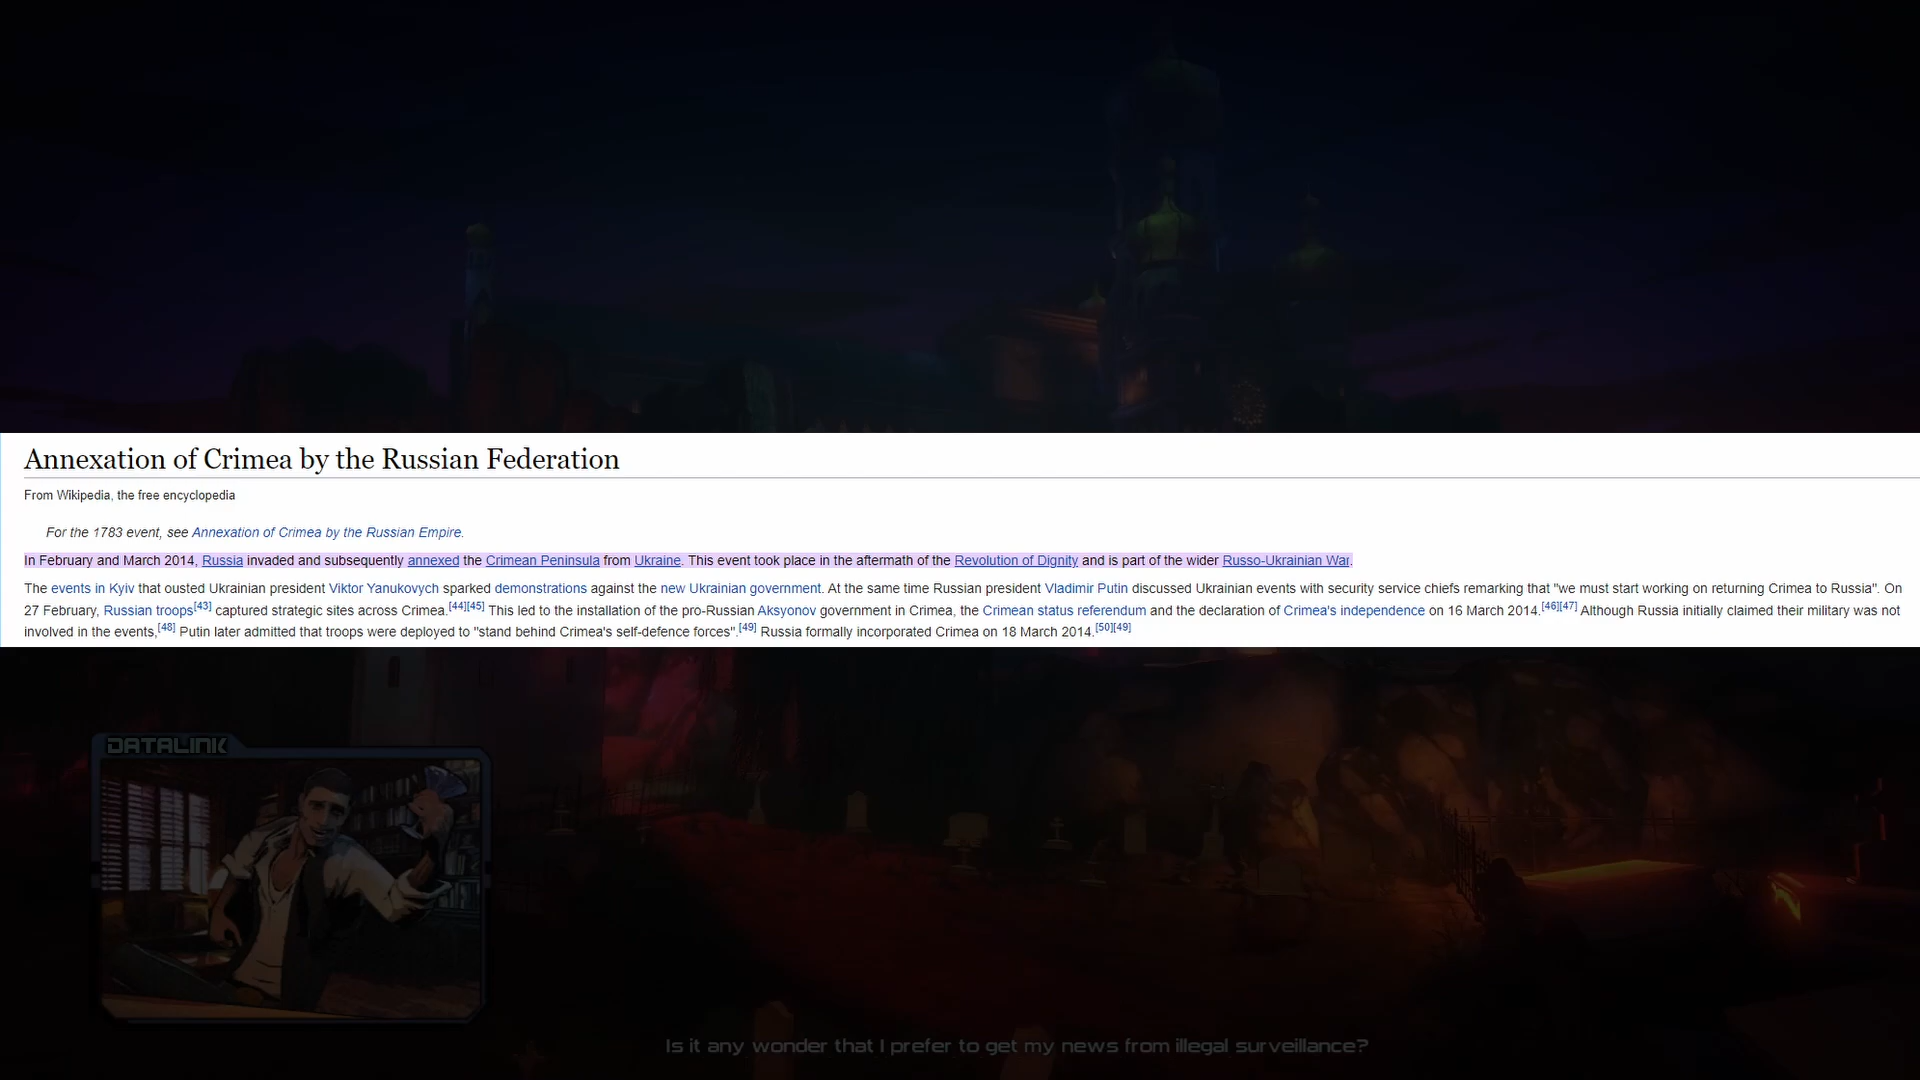 Annexation of Crimea by the Russian Federation
From Wikipedia, the free encyclopedia
For the 1783 event, see Annexation of Crimea by the Russian Empire.
In February and March 2014, Russia invaded and subsequently annexed the Crimean Peninsula from Ukraine. This event took place in the aftermath of the Revolution of Dignity and is part of the wider Russo-Ukrainian War.
The events in Kyiv that ousted Ukrainian president Viktor Yanukovych sparked demonstrations against the new Ukrainian government. At the same time Russian president Vladimir Putin discussed Ukrainian events with security service chiefs remarking that "we must start working on returning Crimea to Russia". On
27 February, Russian troops[43] captured strategic sites across Crimea.[44][45] This led to the installation of the pro-Russian Aksyonov government in Crimea, the Crimean status referendum and the declaration of Crimea's independence on 16 March 2014.[46][47] Although Russia initially claimed their military was not
involved in the events,[48] Putin later admitted that troops were deployed to "stand behind Crimea's self-defence forces".[49] Russia formally incorporated Crimea on 18 March 2014.[50][49]
DATALINK
Is it any wonder that I prefer to get my news from illegal surveillance?